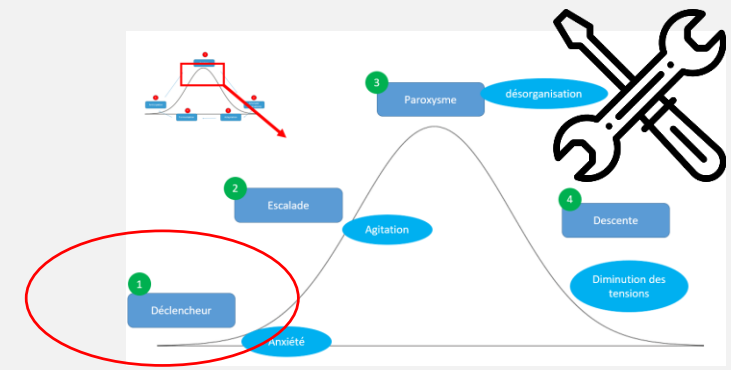 3
Paroxysme
désorganisation
2
Escalade
Agitation
4
Descente
Diminution des
tensions
1
Déclencheur
Anxiété